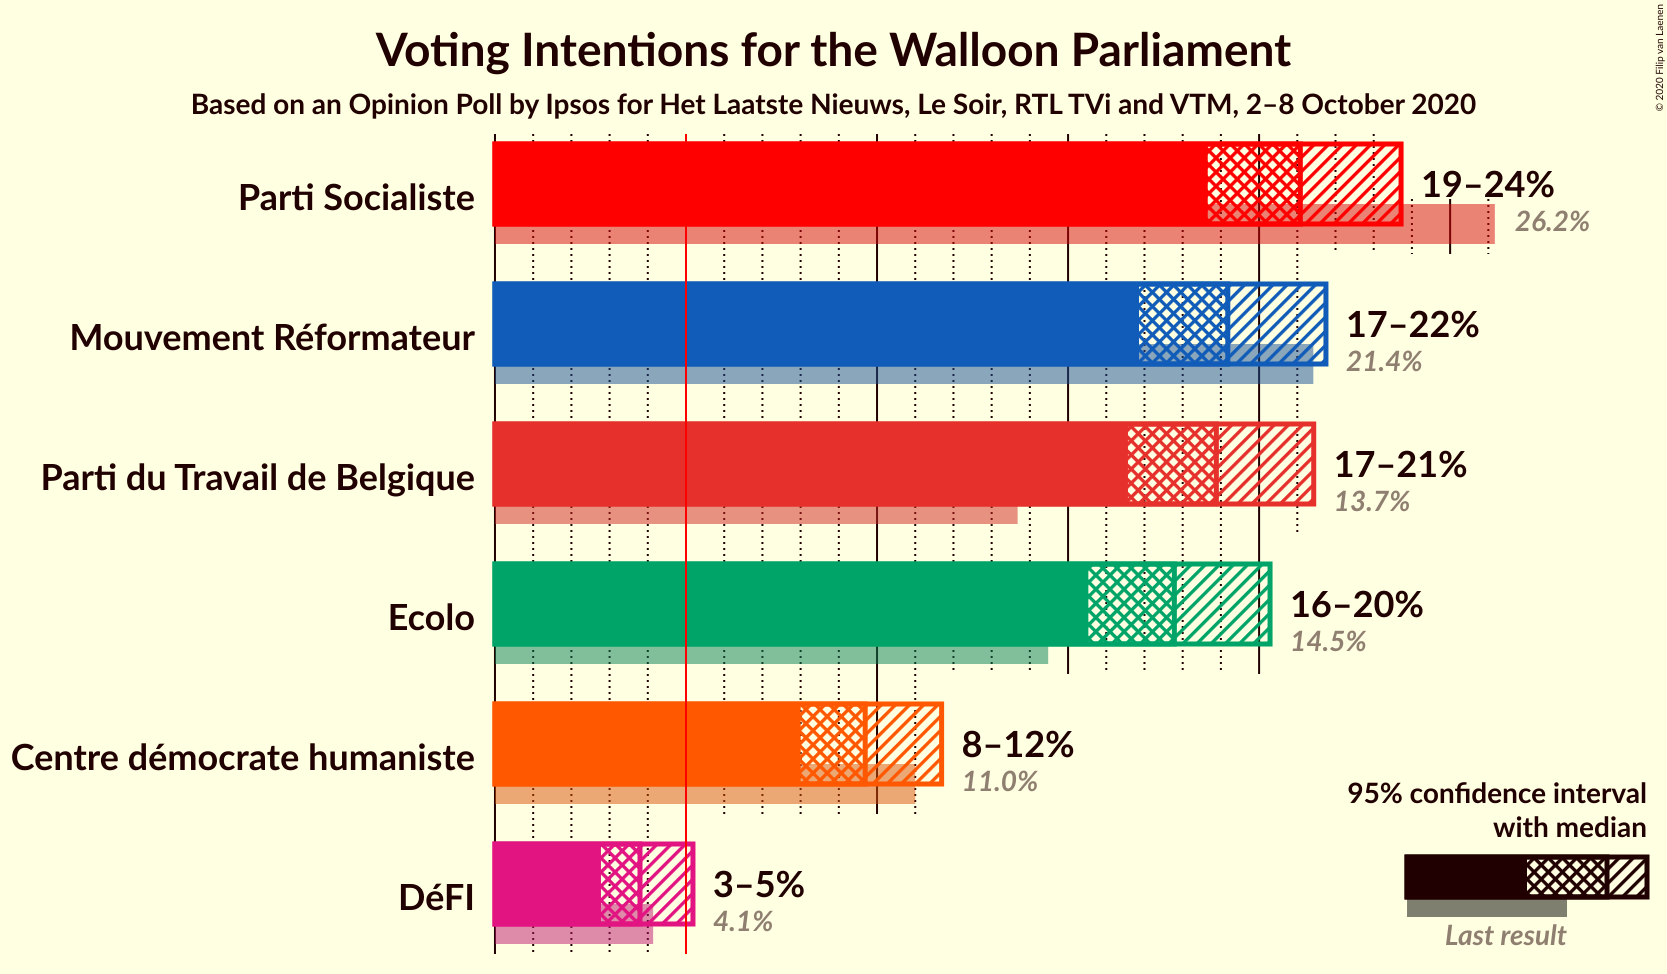 Voting Intentions for the Walloon Parliament
Based on an Opinion Poll by Ipsos for Het Laatste Nieuws, Le Soir, RTL TVi and VTM, 2–8 October 2020
© 2020 Filip van Laenen
Parti Socialiste
19–24%
26.2%
Mouvement Réformateur
17–22%
21.4%
Parti du Travail de Belgique
17–21%
13.7%
Ecolo
16–20%
14.5%
Centre démocrate humaniste
8–12%
11.0%
DéFI
3–5%
4.1%
95% confidence interval
with median
Last result